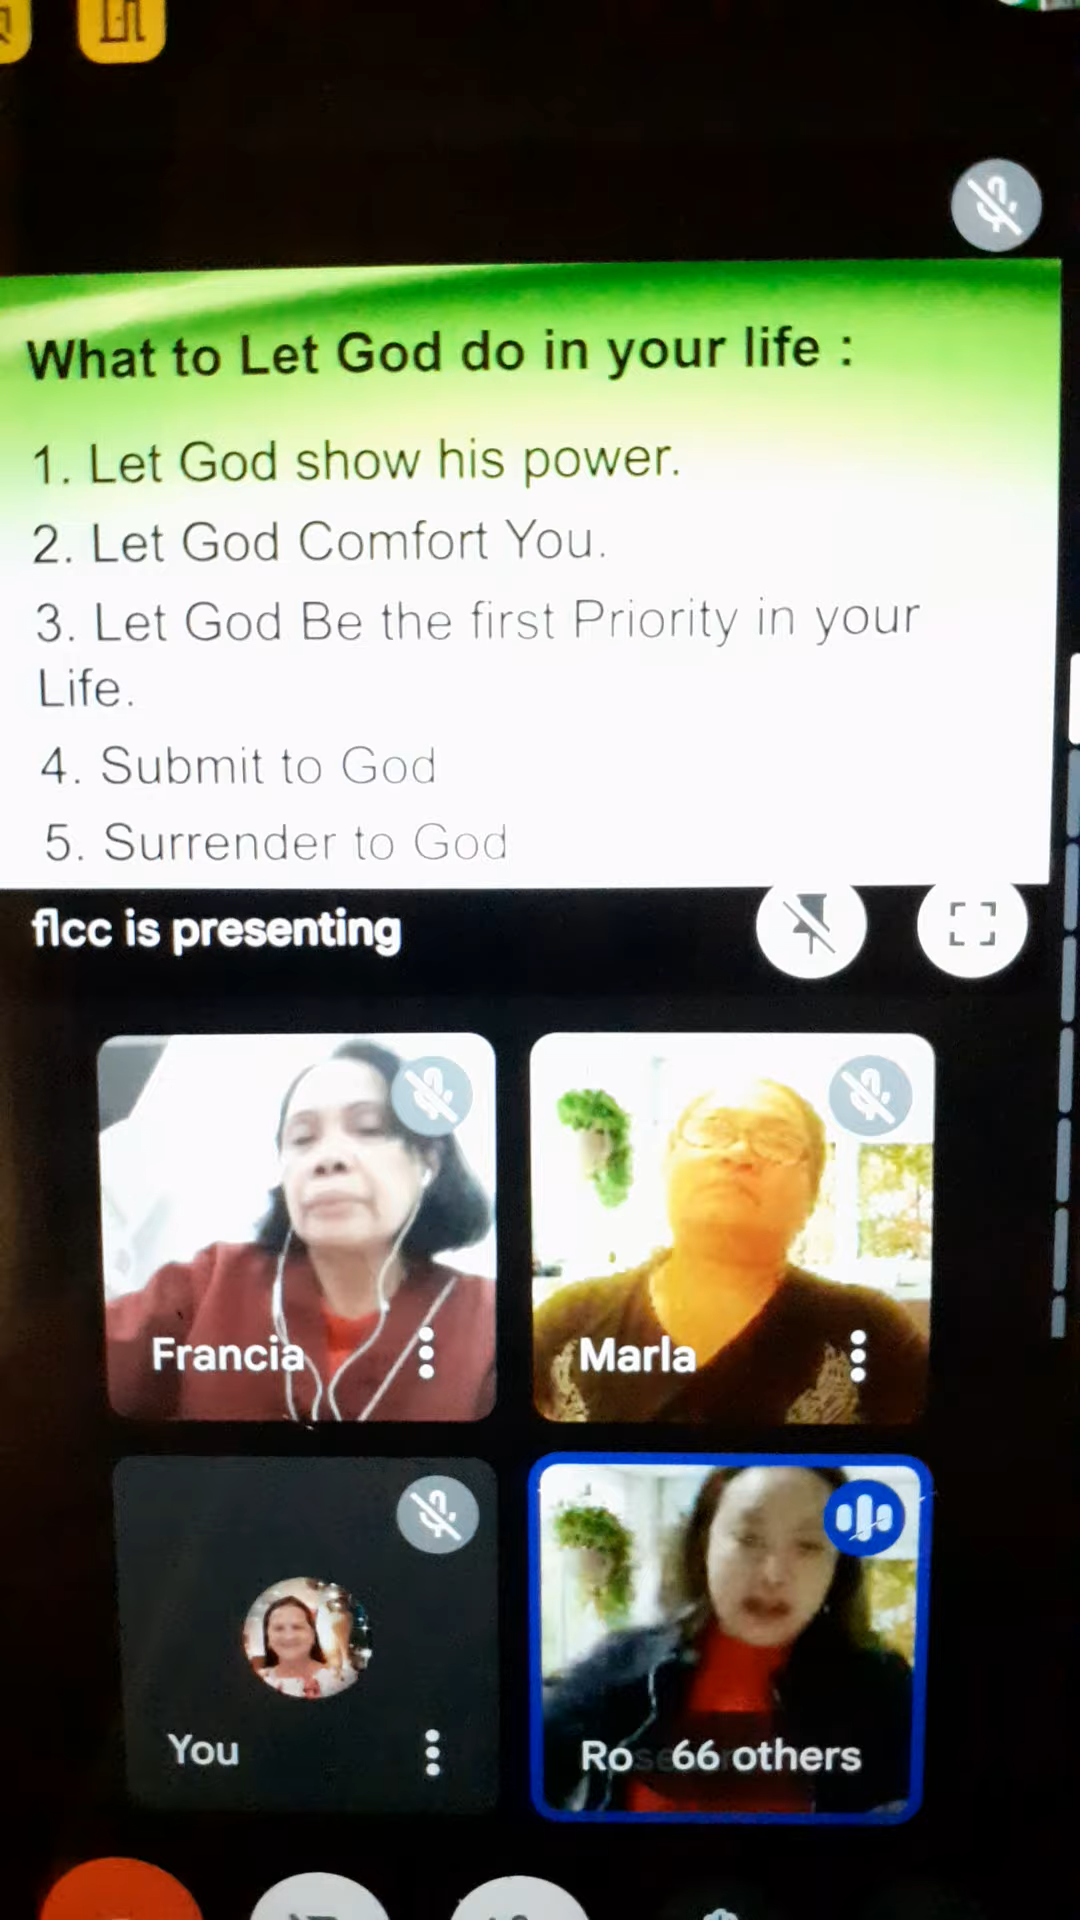 What to Let God do in your life :
1. Let God show his power.
2. Let God Comfort You.
3. Let God Be the first Priority in your
Life.
4. Submit to God
5. Surrender to God
flcc is presenting
Francia
Marla
You
Ro 66 others